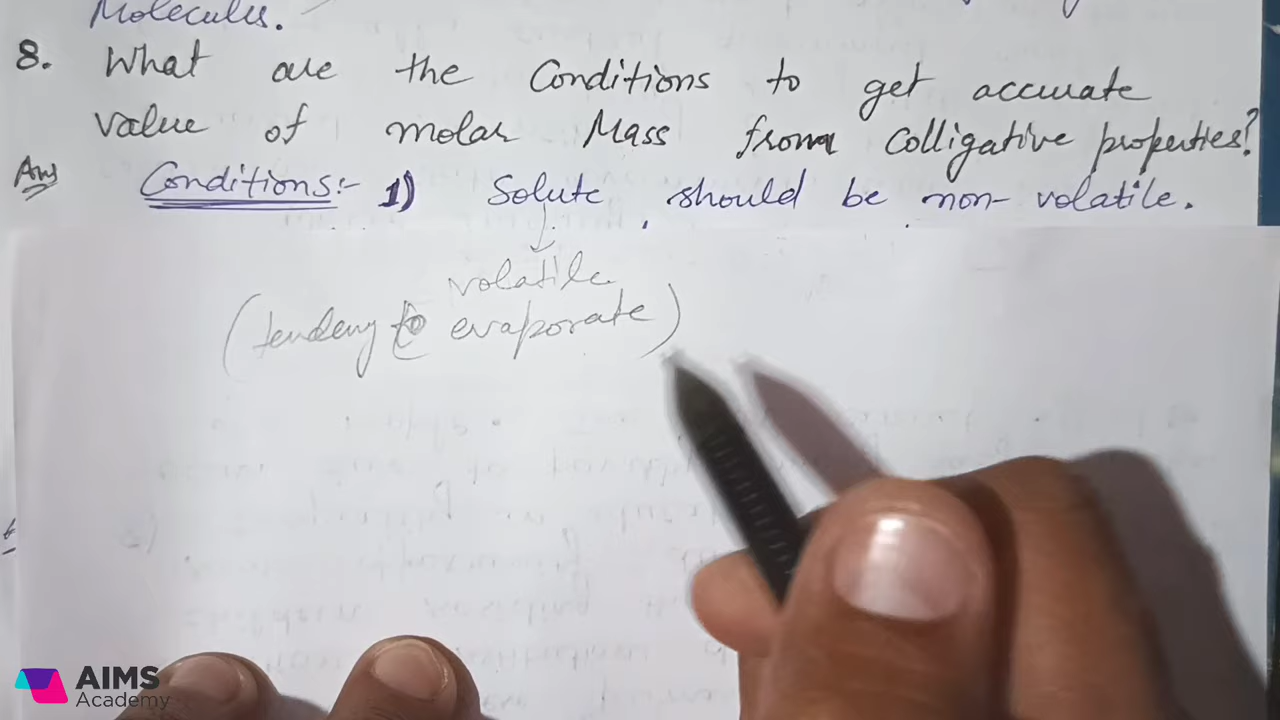 Molecules.
8. What are the Conditions to get accurate
value of molar Mass from Colligative properties?
Ans Conditions:- 1) Solute should be non-volatile.
volatile
(tendeny to evaporate)
AIMS
Academy